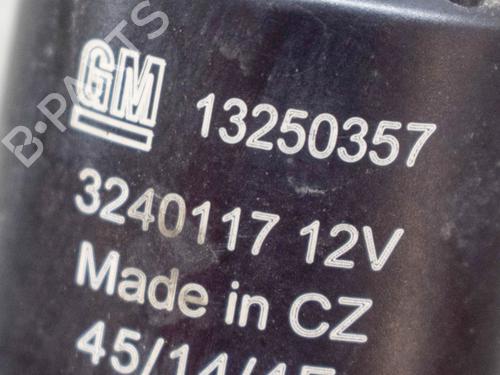 GM
13250357
3240117 12V
Made in CZ
B-PARTS